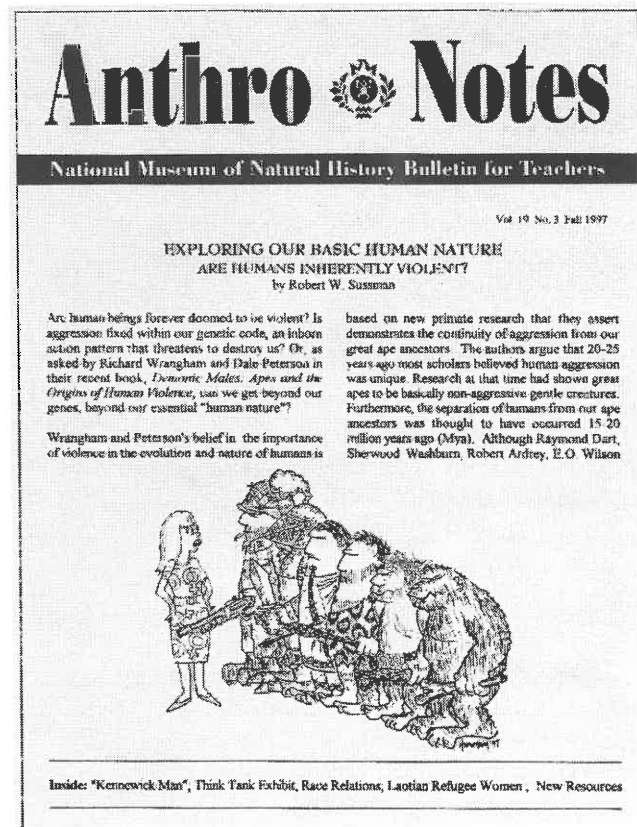 Anthro Notes
National Museum of Natural History Bulletin for Teachers
Vol 19 No. 3 Fall 1997
EXPLORING OUR BASIC HUMAN NATURE
ARE HUMANS INHERENTLY VIOLENT?
by Robert W. Sussman
Are human beings forever doomed to be violent? Is
aggression fixed within our genetic code, an inborn
action pattern that threatens to destroy us? Or, as
asked by Richard Wrangham and Dale Peterson in
their recent book, Demonic Males. Apes and the
Origins of Human Violence, can we get beyond our
genes, beyond our essential "human nature"?
Wrangham and Peterson's belief in the importance
of violence in the evolution and nature of humans is
based on new primate research that they assert
demonstrates the continuity of aggression from our
great ape ancestors. The authors argue that 20-25
years ago most scholars believed human aggression
was unique. Research at that time had shown great
apes to be basically non-aggressive gentle creatures.
Furthermore, the separation of humans from our ape
ancestors was thought to have occurred 15-20
million years ago (Mya). Although Raymond Dart,
Sherwood Washburn, Robert Ardrey, E.O. Wilson
Inside: "Kennewick Man", Think Tank Exhibit, Race Relations, Laotian Refugee Women , New Resources